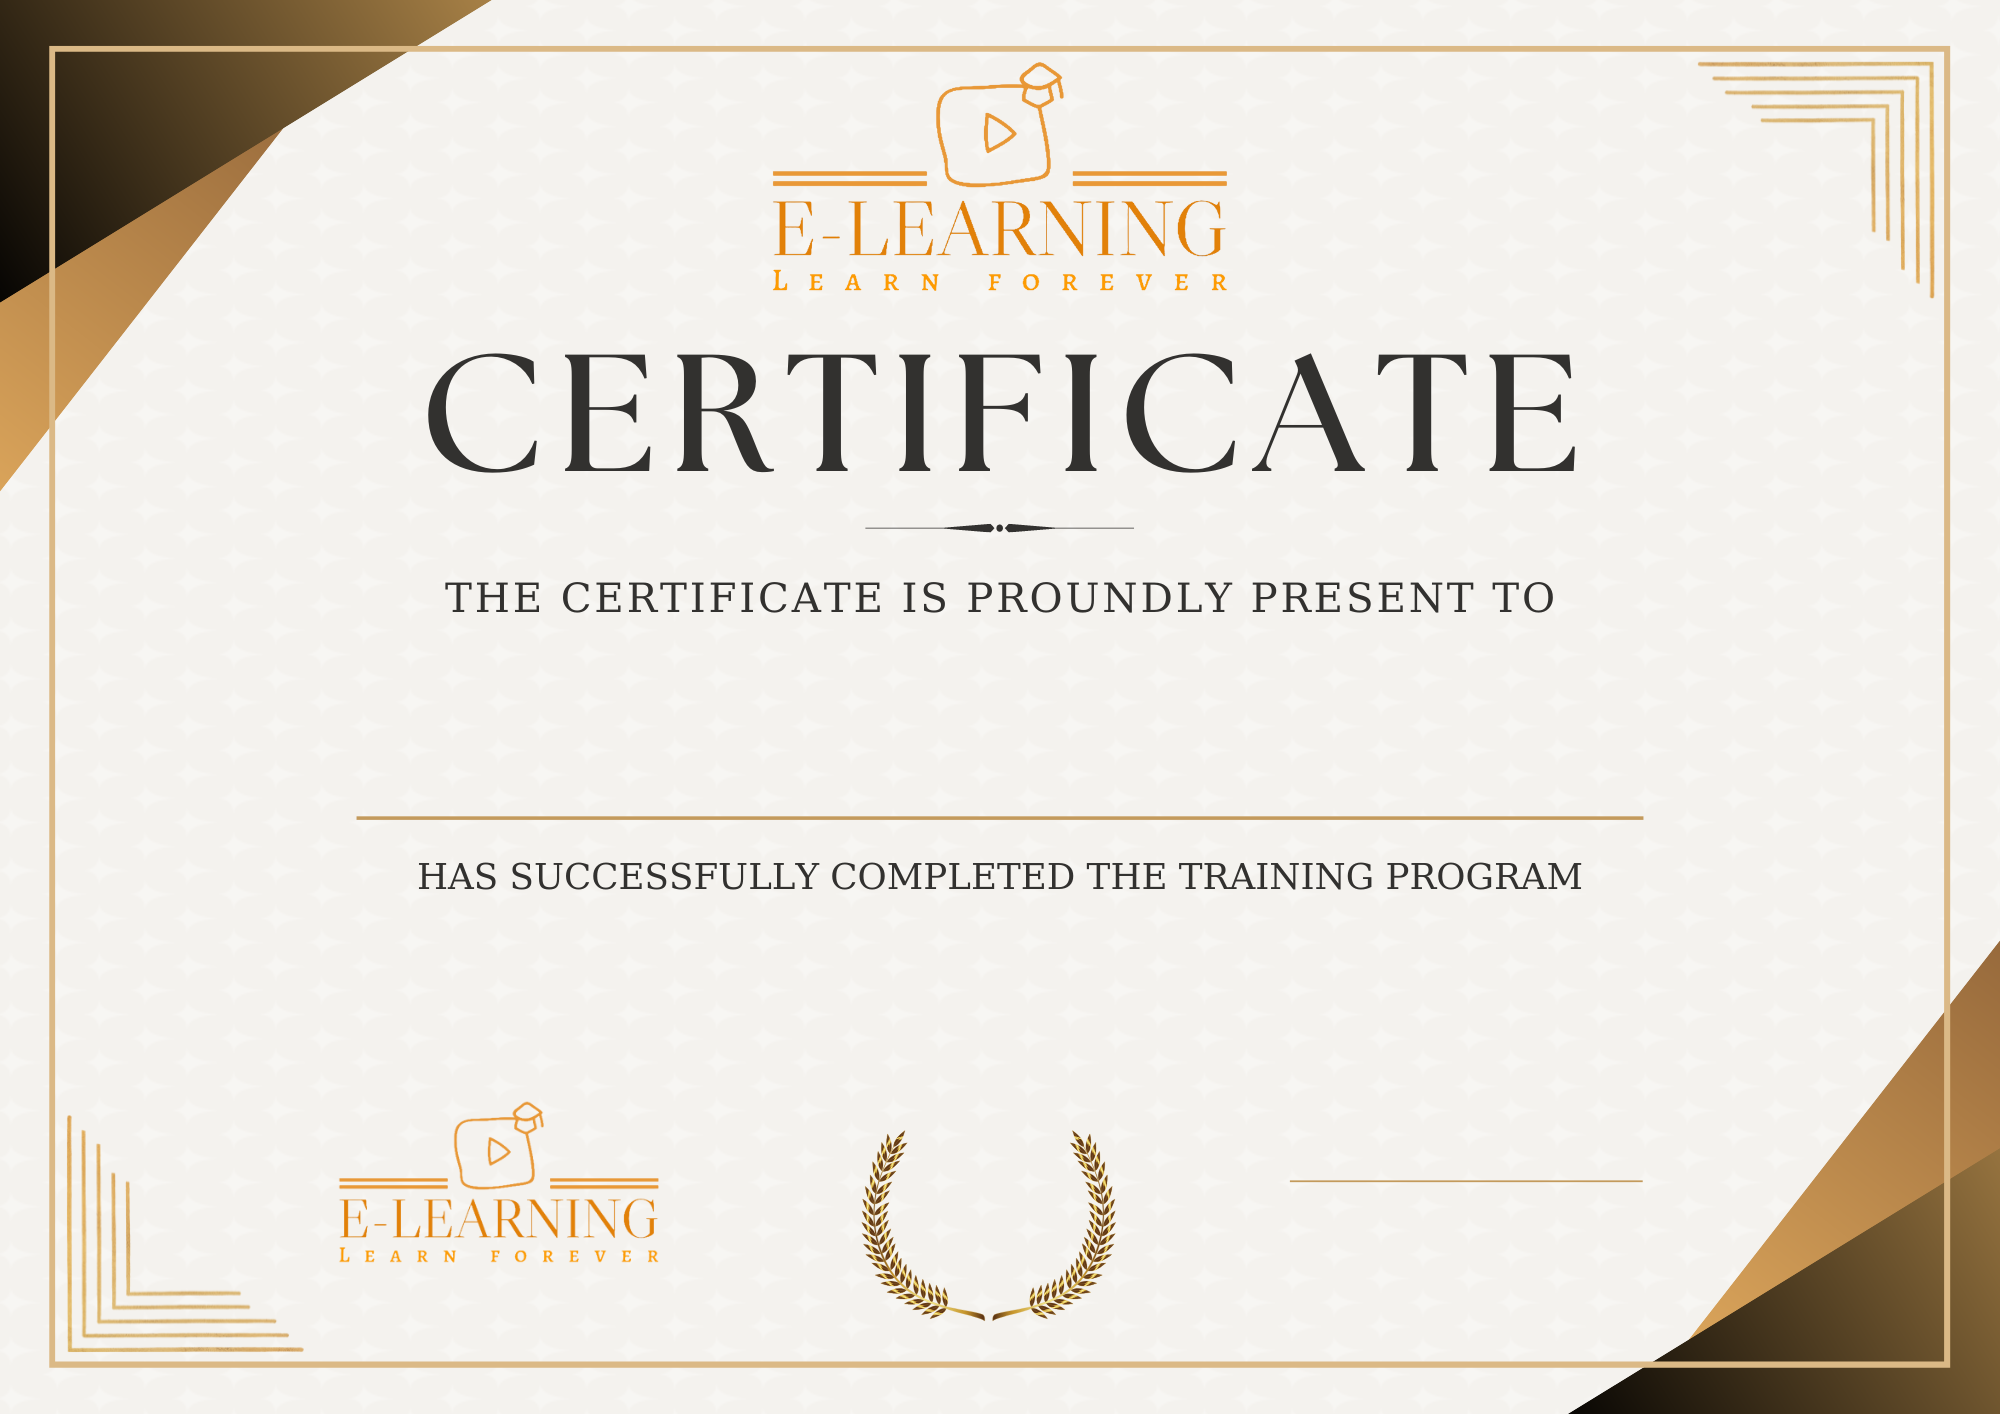 E-LEARNING
LEARN FOREVER
CERTIFICATE
THE CERTIFICATE IS PROUNDLY PRESENT TO
HAS SUCCESSFULLY COMPLETED THE TRAINING PROGRAM
E-LEARNING
LEARN FOREVER